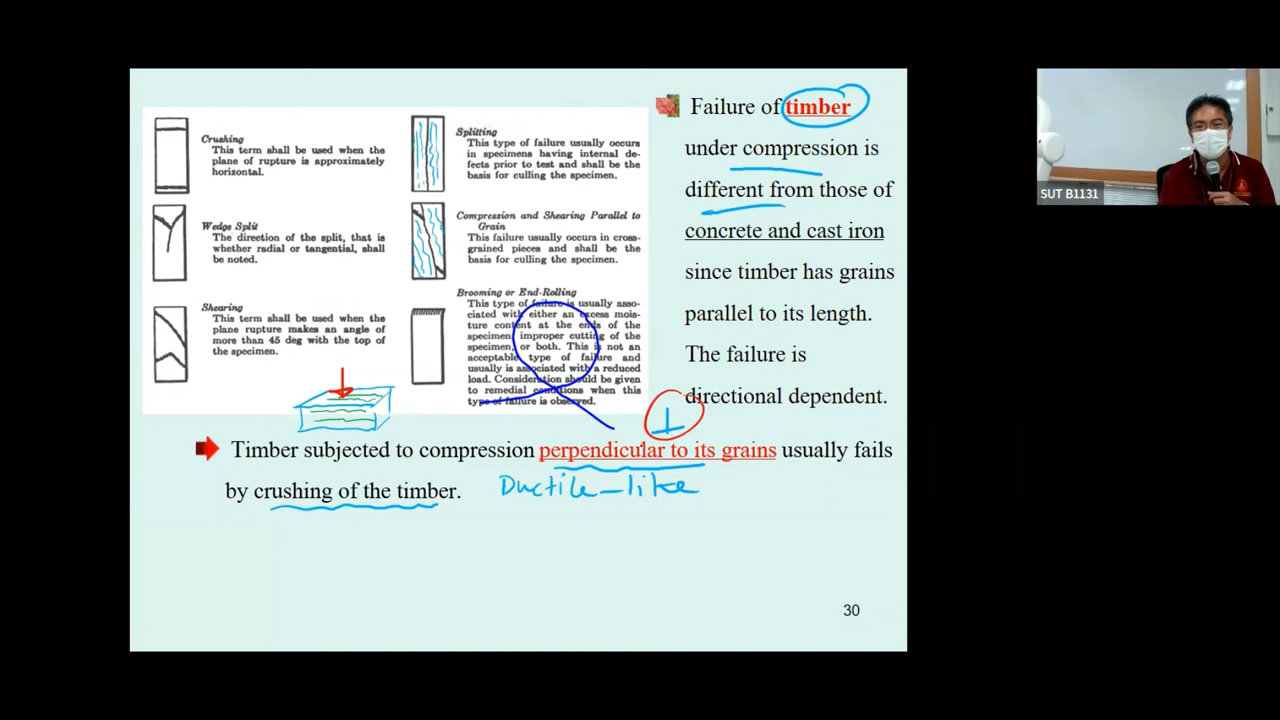 Crushing
This term shall be used when the
plane of rupture is approximately
horizontal.
Wedge Split
The direction of the split, that is
whether radial or tangential, shall
be noted.
Shearing
This term shall be used when the
plane rupture makes an angle of
more than 45 deg with the top of
the specimen.
Splitting
This type of failure usually occurs
in specimens having internal de-
fects prior to test and shall be the
basis for culling the specimen.
Compression and Shearing Parallel to
Grain
This failure usually occurs in cross-
grained pieces and shall be the
basis for culling the specimen.
Brooming or End-Rolling
This type of failure is usually asso-
ciated with either an excess mois-
ture content at the ends of the
specimen, improper cutting of the
specimen, or both. This is not an
acceptable type of failure and
usually is associated with a reduced
load. Consideration should be given
to remedial conditions when this
type of failure is observed.
Failure of timber
under compression is
different from those of
concrete and cast iron
since timber has grains
parallel to its length.
The failure is
directional dependent.
⊥
Timber subjected to compression perpendicular to its grains usually fails
by crushing of the timber.
Ductile-like
30
SUT B1131